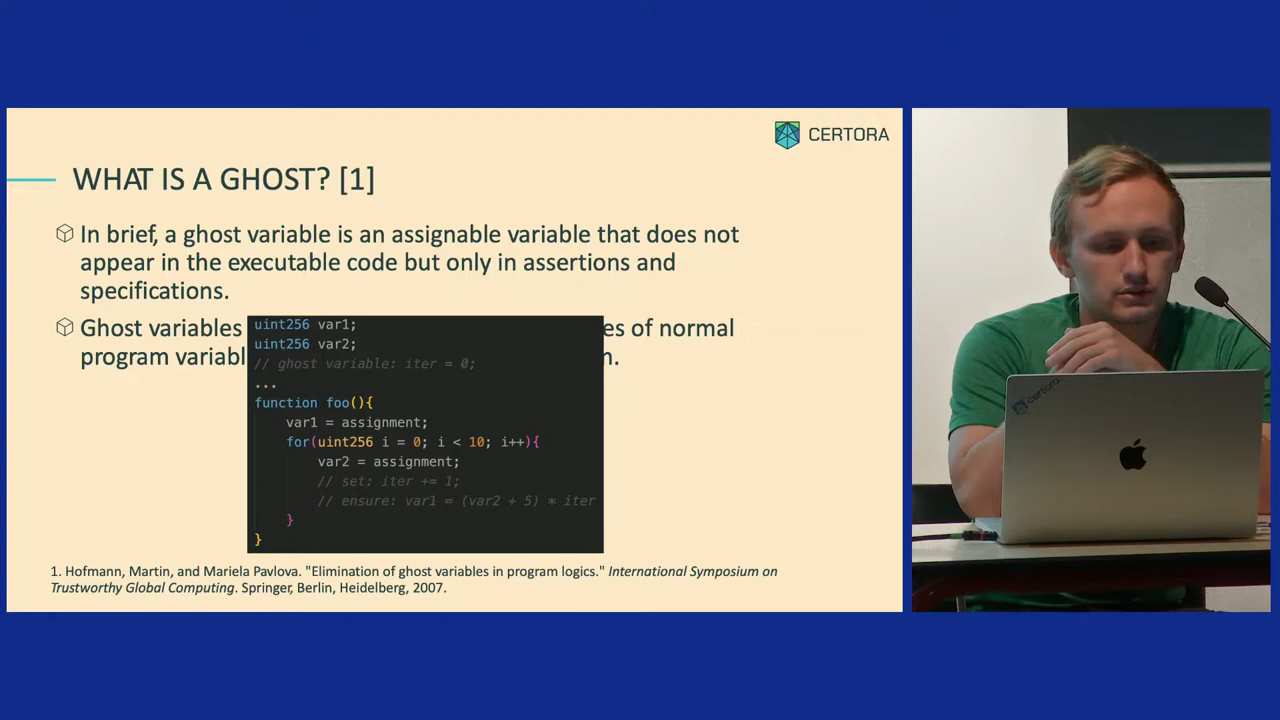 CERTORA
WHAT IS A GHOST? [1]
In brief, a ghost variable is an assignable variable that does not
appear in the executable code but only in assertions and
specifications.
Ghost variables es of normal
program variab m.
uint256 var1;
uint256 var2;
// ghost variable: iter = 0;
...
function foo(){
var1 = assignment;
for(uint256 i = 0; i < 10; i++){
var2 = assignment;
// set: iter += 1;
// ensure: var1 = (var2 + 5) * iter
}
}
1. Hofmann, Martin, and Mariela Pavlova. "Elimination of ghost variables in program logics." International Symposium on
Trustworthy Global Computing. Springer, Berlin, Heidelberg, 2007.
certora